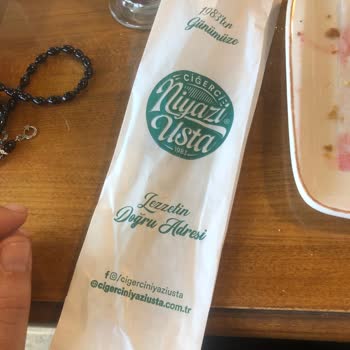 1983'ten
Günümüze
CİĞERCİ
Niyazi
Usta
1983
Lezzetin
Doğru Adresi
/cigerciniyaziusta
@cigerciniyaziusta.com.tr